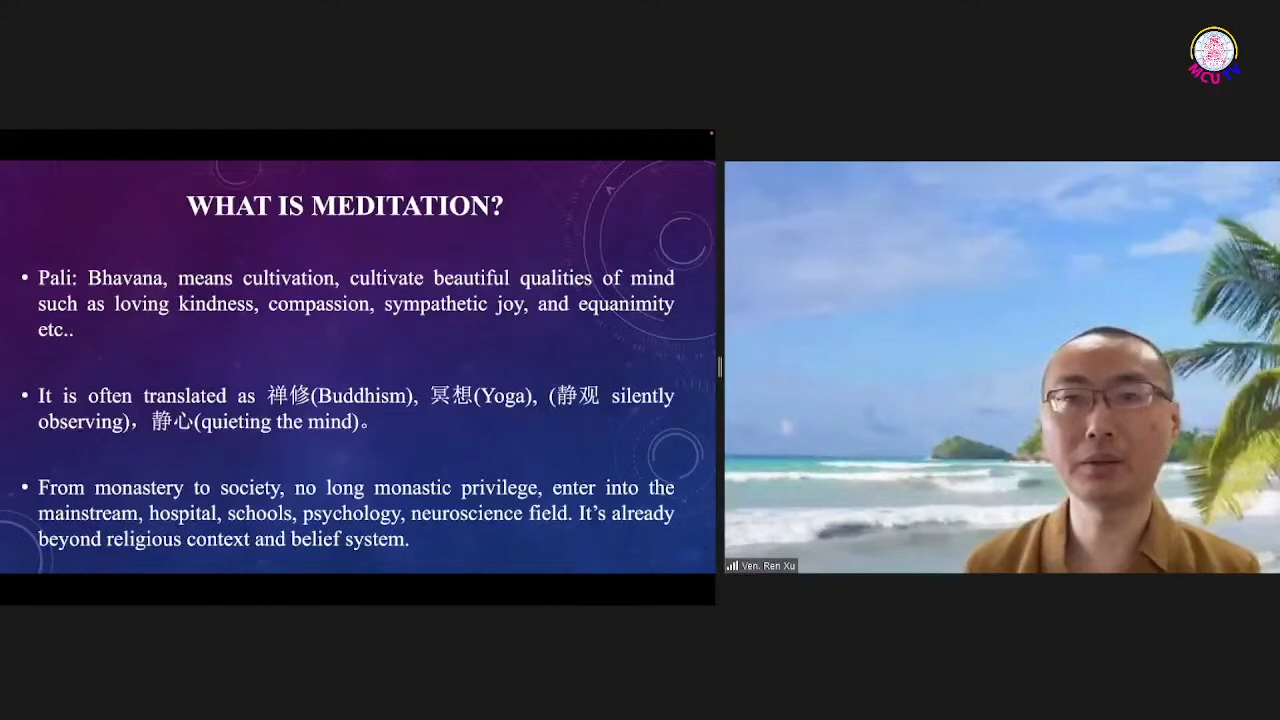 MCU TV
WHAT IS MEDITATION?
• Pali: Bhavana, means cultivation, cultivate beautiful qualities of mind
such as loving kindness, compassion, sympathetic joy, and equanimity
etc..
• It is often translated as 禅修(Buddhism), 冥想(Yoga), (静观 silently
observing)，静心(quieting the mind)。
• From monastery to society, no long monastic privilege, enter into the
mainstream, hospital, schools, psychology, neuroscience field. It’s already
beyond religious context and belief system.
Ven. Ren Xu